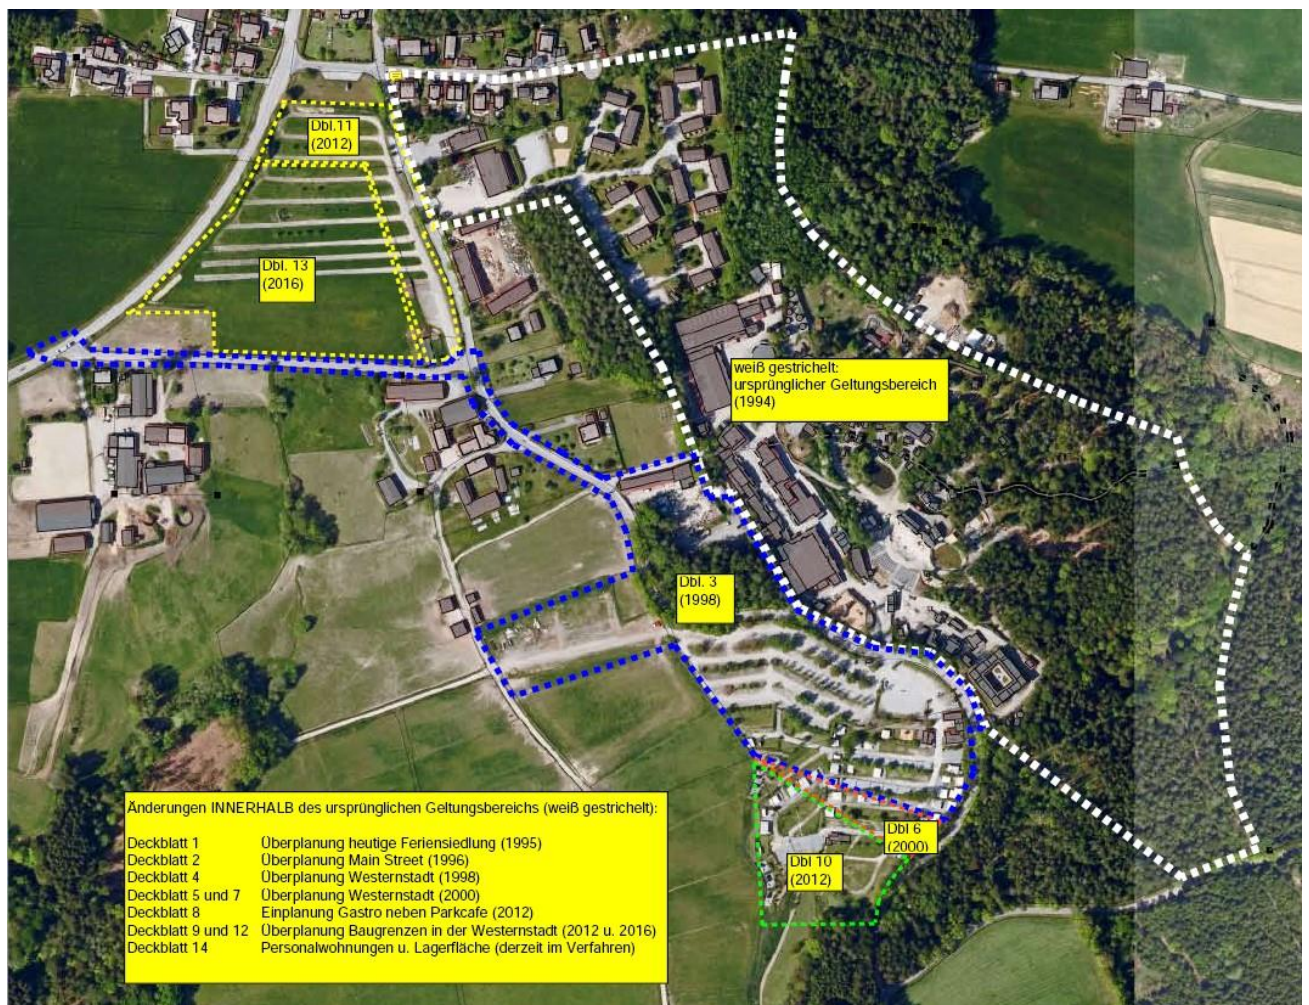 Dbl.11
(2012)
Dbl. 13
(2016)
weiß gestrichelt:
ursprünglicher Geltungsbereich
(1994)
Dbl. 3
(1998)
Dbl 6
(2000)
Dbl 10
(2012)
Änderungen INNERHALB des ursprünglichen Geltungsbereichs (weiß gestrichelt):
Deckblatt 1 Überplanung heutige Feriensiedlung (1995)
Deckblatt 2 Überplanung Main Street (1996)
Deckblatt 4 Überplanung Westernstadt (1998)
Deckblatt 5 und 7 Überplanung Westernstadt (2000)
Deckblatt 8 Einplanung Gastro neben Parkcafe (2012)
Deckblatt 9 und 12 Überplanung Baugrenzen in der Westernstadt (2012 u. 2016)
Deckblatt 14 Personalwohnungen u. Lagerfläche (derzeit im Verfahren)